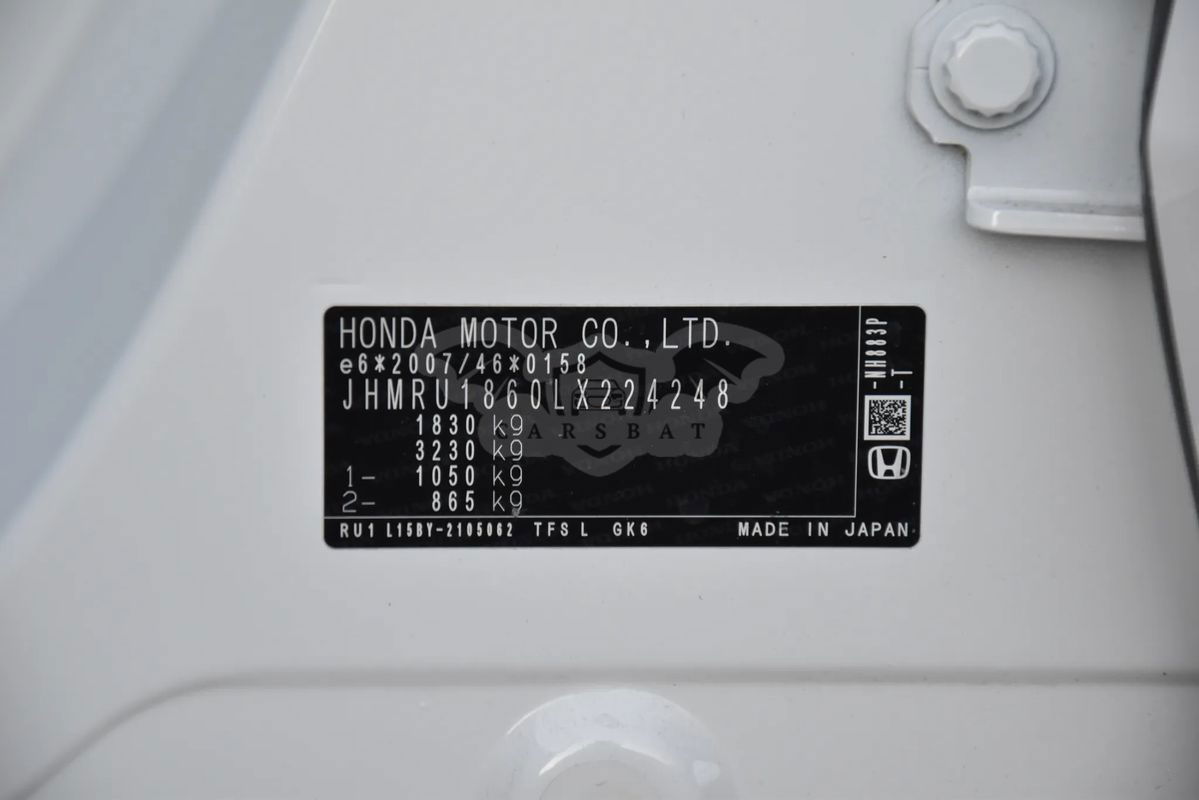 HONDA MOTOR CO.,LTD.
e6*2007/46*0158
JHMRU1860LX224248
1830 kg
3230 kg
1- 1050 kg
2- 865 kg
RU1 L15BY-2105062 TFSL GK6 MADE IN JAPAN
-NH883P
-T
CARSBAT